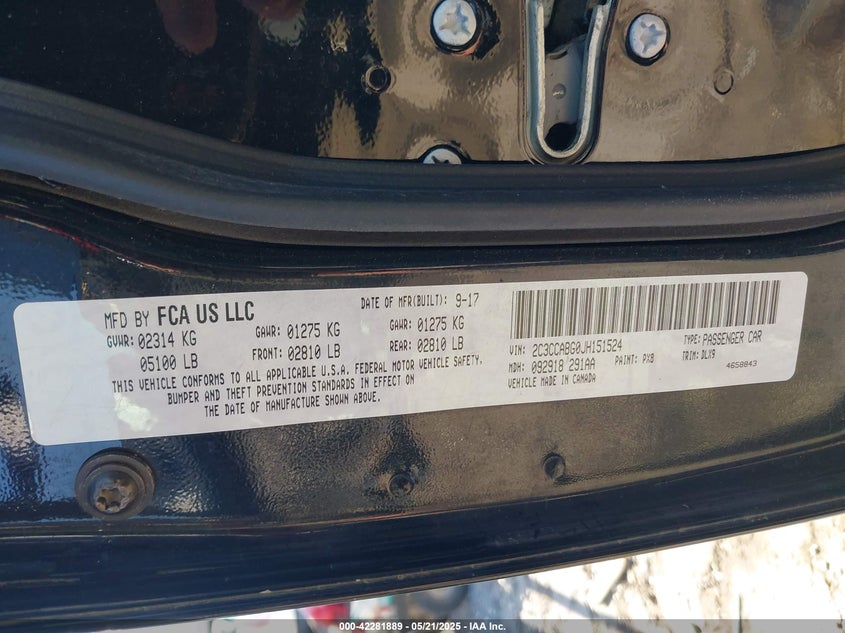 MFD BY FCA US LLC DATE OF MFR(BUILT): 9-17
GVWR: 02314 KG GAWR: 01275 KG GAWR: 01275 KG
05100 LB FRONT: 02810 LB REAR: 02810 LB
THIS VEHICLE CONFORMS TO ALL APPLICABLE U.S.A. FEDERAL MOTOR VEHICLE SAFETY,
BUMPER AND THEFT PREVENTION STANDARDS IN EFFECT ON
THE DATE OF MANUFACTURE SHOWN ABOVE.
VIN: 2C3CCABG0JH151524 TYPE: PASSENGER CAR
MDH: 092918 291AA PAINT: PX8 TRIM: DLX9
VEHICLE MADE IN CANADA 4658843
000-42281889 - 05/21/2025 - IAA Inc.